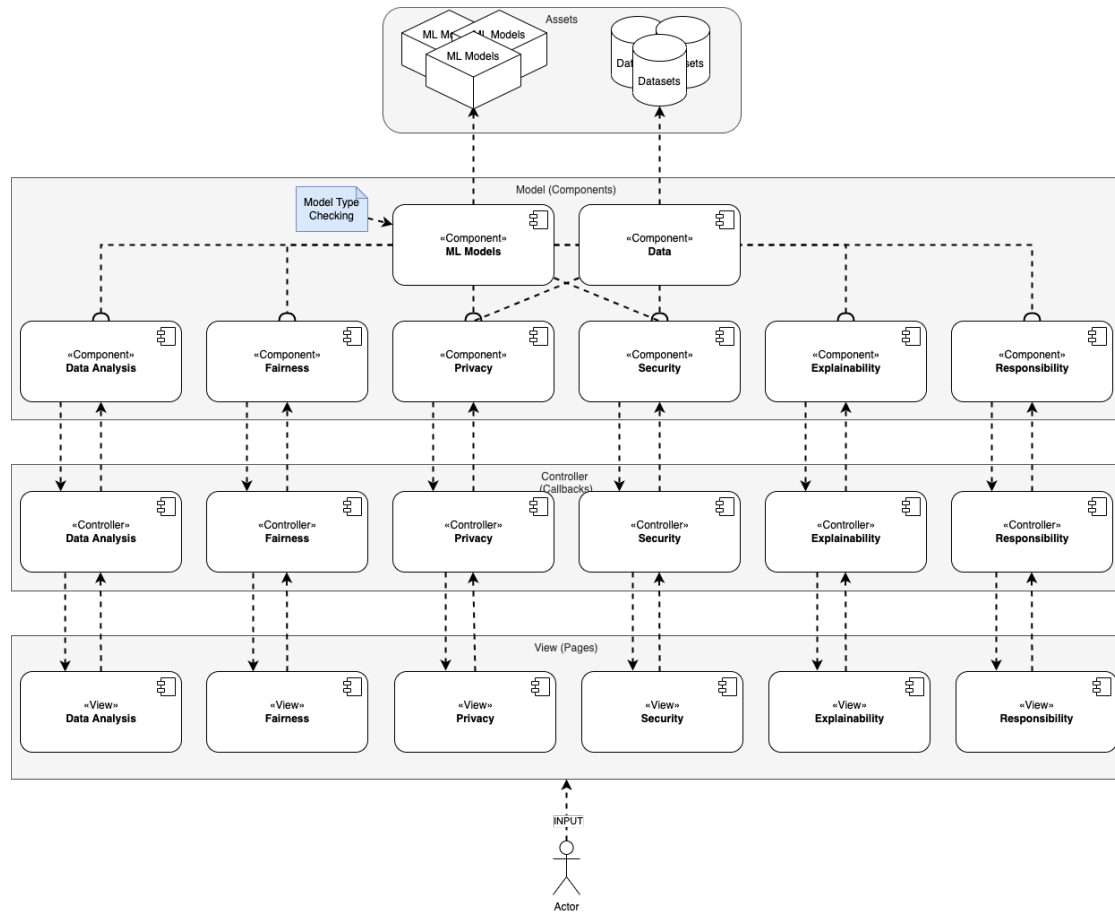 Assets
ML Mo
ML Models
ML Models
Dat
sets
Datasets
Model (Components)
Model Type
Checking
«Component»
ML Models
«Component»
Data
«Component»
Data Analysis
«Component»
Fairness
«Component»
Privacy
«Component»
Security
«Component»
Explainability
«Component»
Responsibility
Controller
(Callbacks)
«Controller»
Data Analysis
«Controller»
Fairness
«Controller»
Privacy
«Controller»
Security
«Controller»
Explainability
«Controller»
Responsibility
View (Pages)
«View»
Data Analysis
«View»
Fairness
«View»
Privacy
«View»
Security
«View»
Explainability
«View»
Responsibility
INPUT
Actor